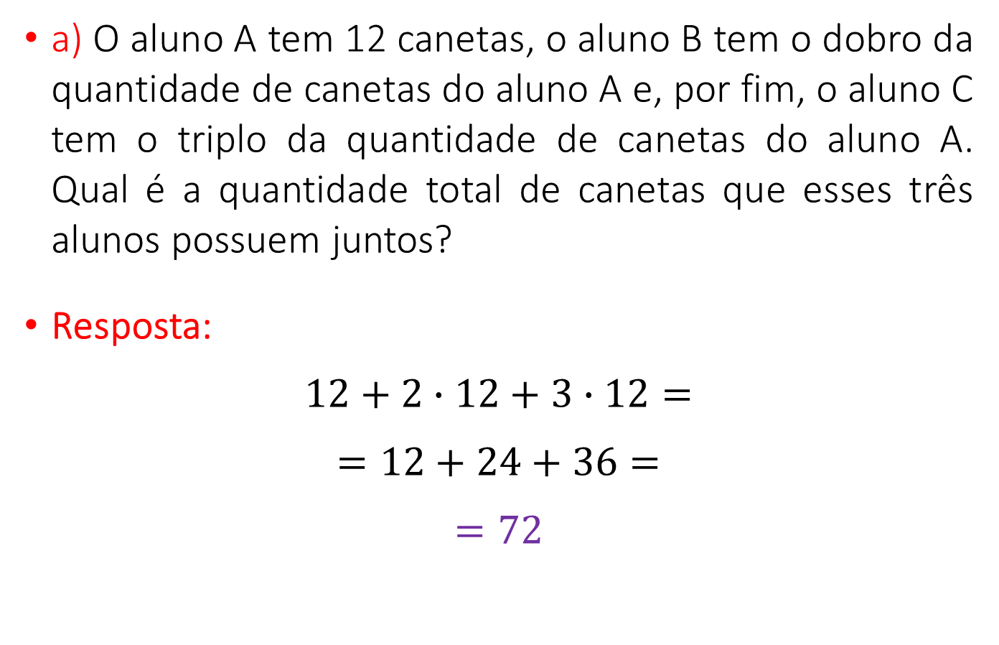 • a) O aluno A tem 12 canetas, o aluno B tem o dobro da
quantidade de canetas do aluno A e, por fim, o aluno C
tem o triplo da quantidade de canetas do aluno A.
Qual é a quantidade total de canetas que esses três
alunos possuem juntos?
• Resposta:
12 + 2 · 12 + 3 · 12 =
= 12 + 24 + 36 =
= 72